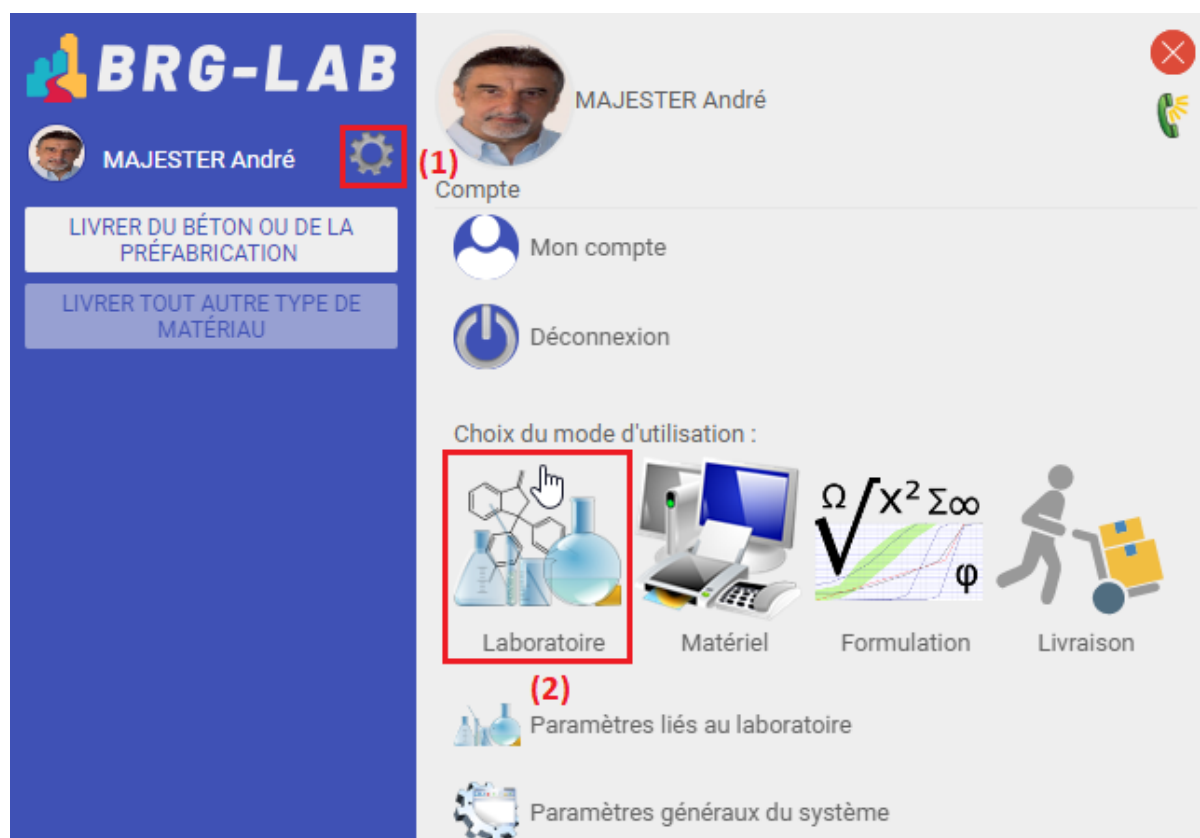 BRG-LAB
MAJESTER André
(1)
LIVRER DU BÉTON OU DE LA
PRÉFABRICATION
LIVRER TOUT AUTRE TYPE DE
MATÉRIAU
MAJESTER André
Compte
Mon compte
Déconnexion
Choix du mode d'utilisation :
Ω √x² Σ∞
φ
Laboratoire
Matériel
Formulation
Livraison
(2)
Paramètres liés au laboratoire
Paramètres généraux du système